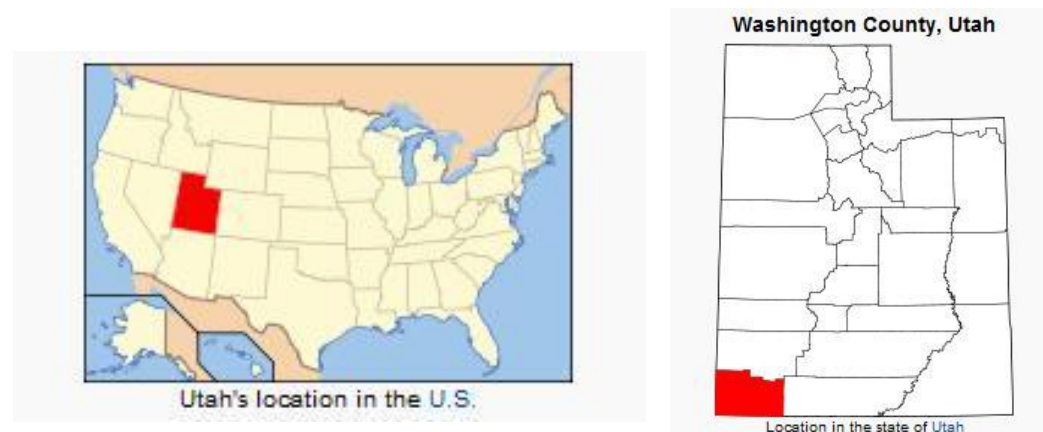 Washington County, Utah
Utah's location in the U.S.
Location in the state of Utah